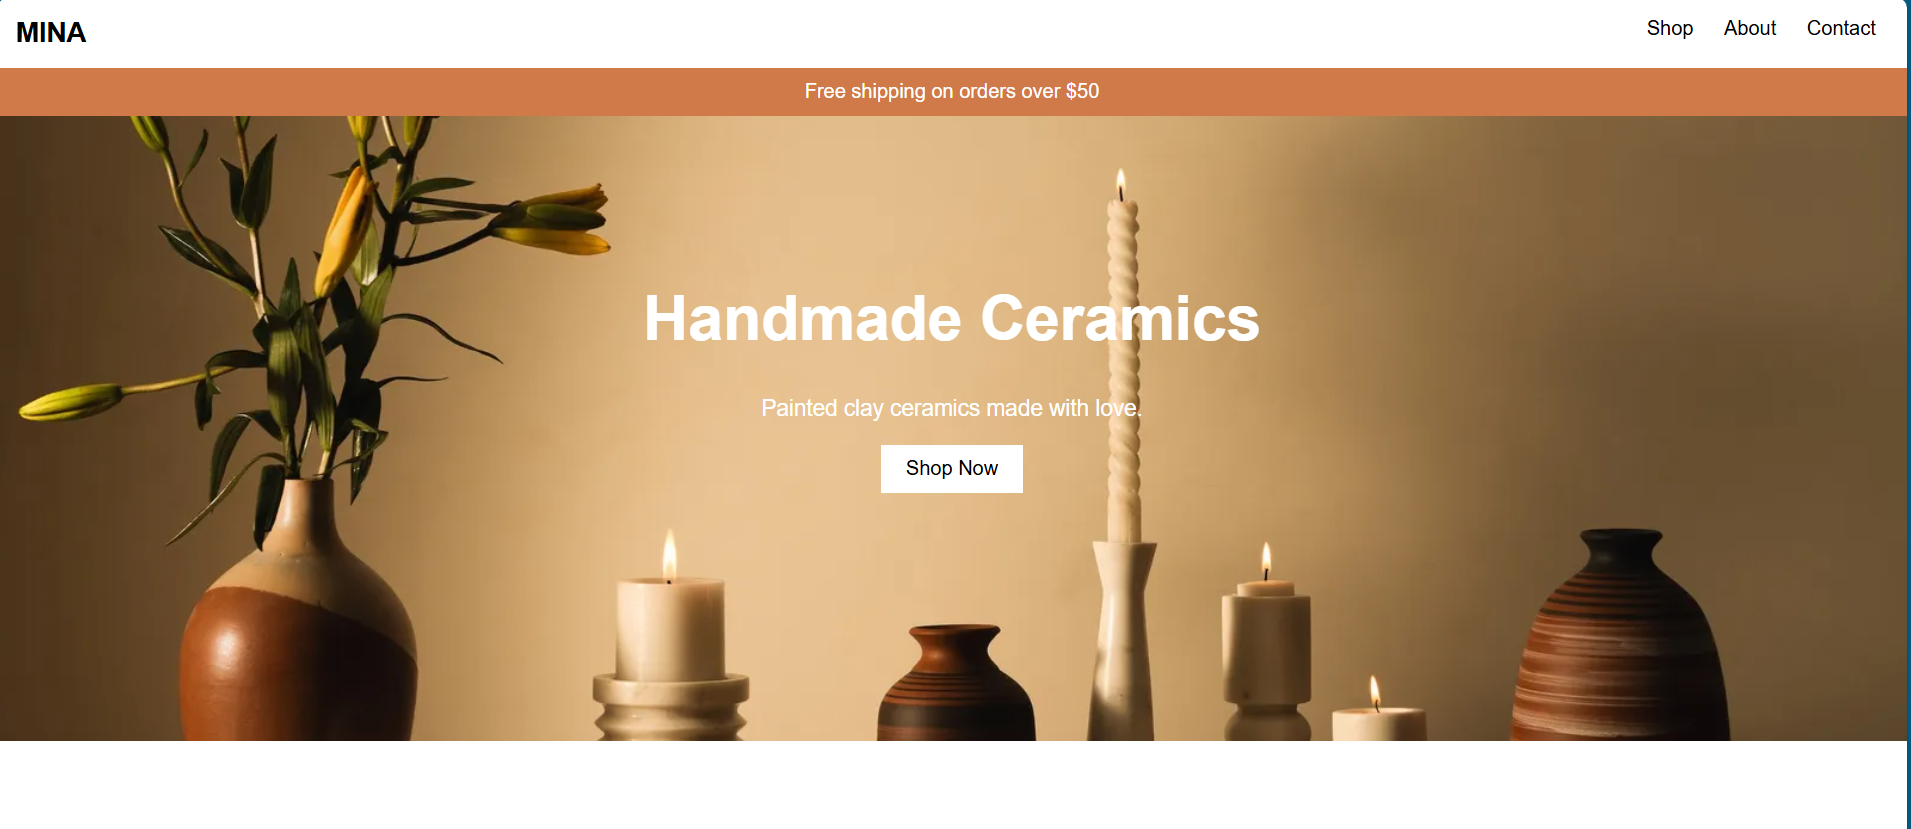 MINA
Shop About Contact
Free shipping on orders over $50
Handmade Ceramics
Painted clay ceramics made with love.
Shop Now